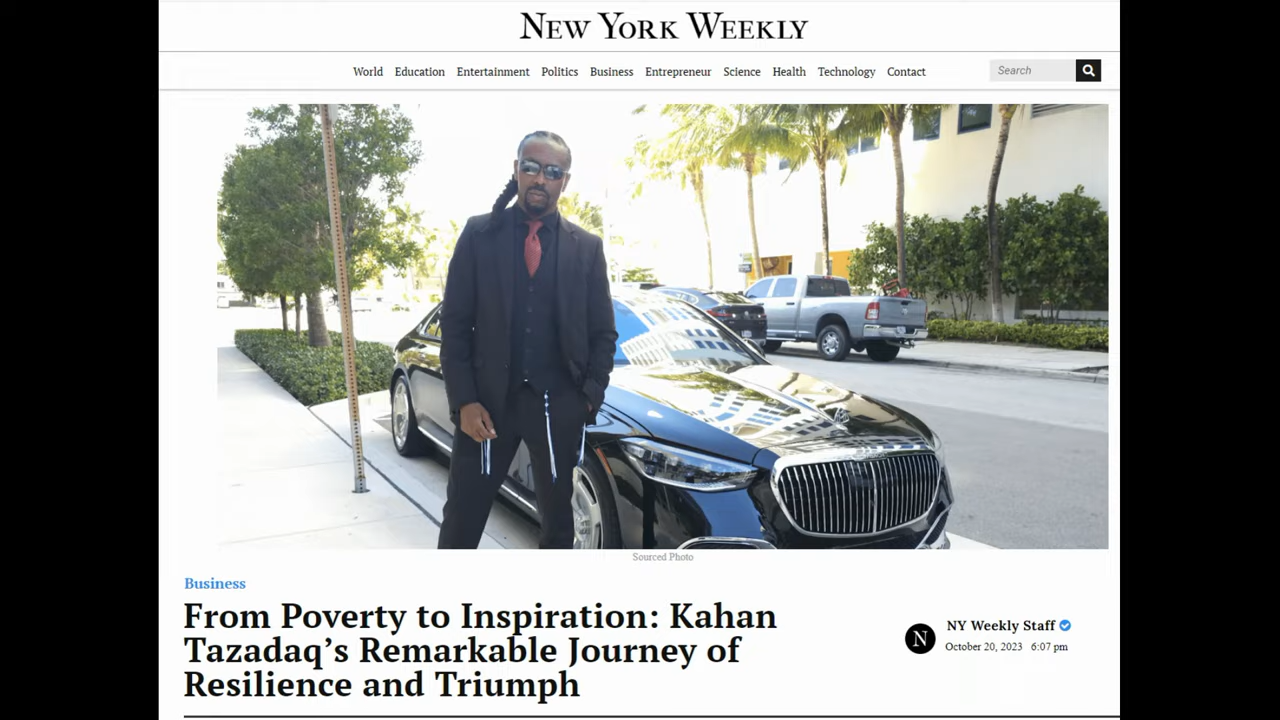 New York Weekly
World Education Entertainment Politics Business Entrepreneur Science Health Technology Contact Search
Sourced Photo
Business
From Poverty to Inspiration: Kahan
Tazadaq's Remarkable Journey of
Resilience and Triumph
N
NY Weekly Staff
October 20, 2023 6:07 pm